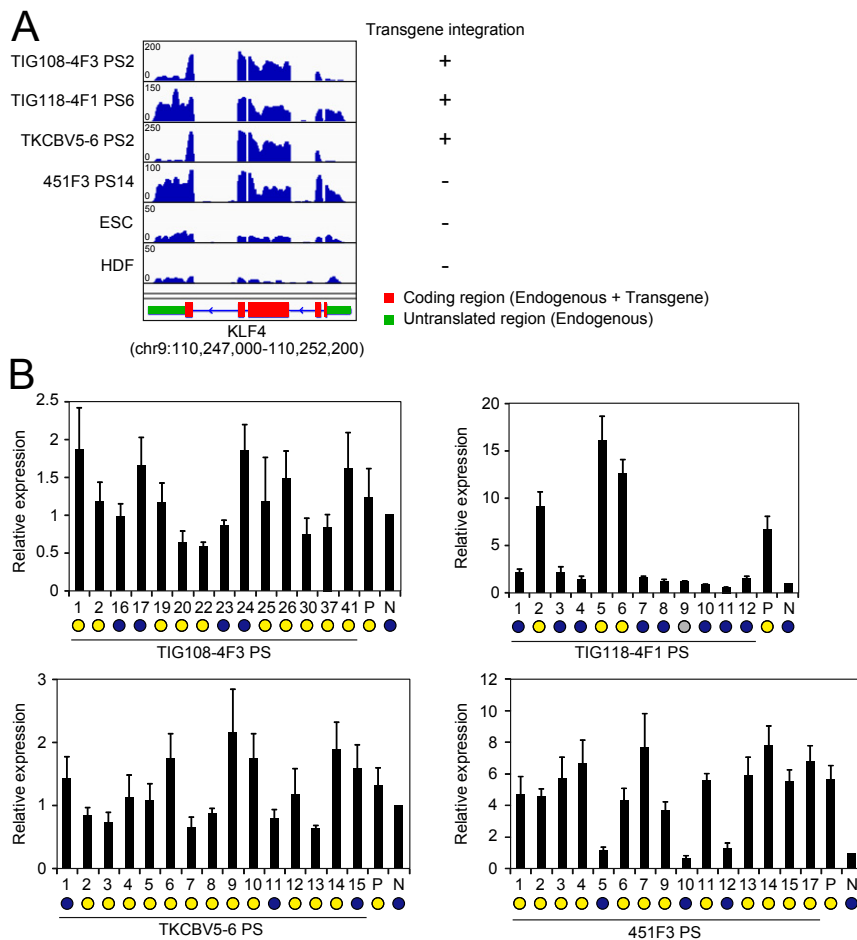 A
Transgene integration
TIG108-4F3 PS2 200 0 +
TIG118-4F1 PS6 150 0 +
TKCBV5-6 PS2 250 0 +
451F3 PS14 100 0 -
ESC 50 0 -
HDF 50 0 -
Coding region (Endogenous + Transgene)
Untranslated region (Endogenous)
KLF4
(chr9:110,247,000-110,252,200)
B
Relative expression
2.5
2
1.5
1
0.5
0
1 2 16 17 19 20 22 23 24 25 26 30 37 41 P N
TIG108-4F3 PS
Relative expression
20
15
10
5
0
1 2 3 4 5 6 7 8 9 10 11 12 P N
TIG118-4F1 PS
Relative expression
3
2
1
0
1 2 3 4 5 6 7 8 9 10 11 12 13 14 15 P N
TKCBV5-6 PS
Relative expression
12
10
8
6
4
2
0
1 2 3 4 5 6 7 9 10 11 12 13 14 15 17 P N
451F3 PS